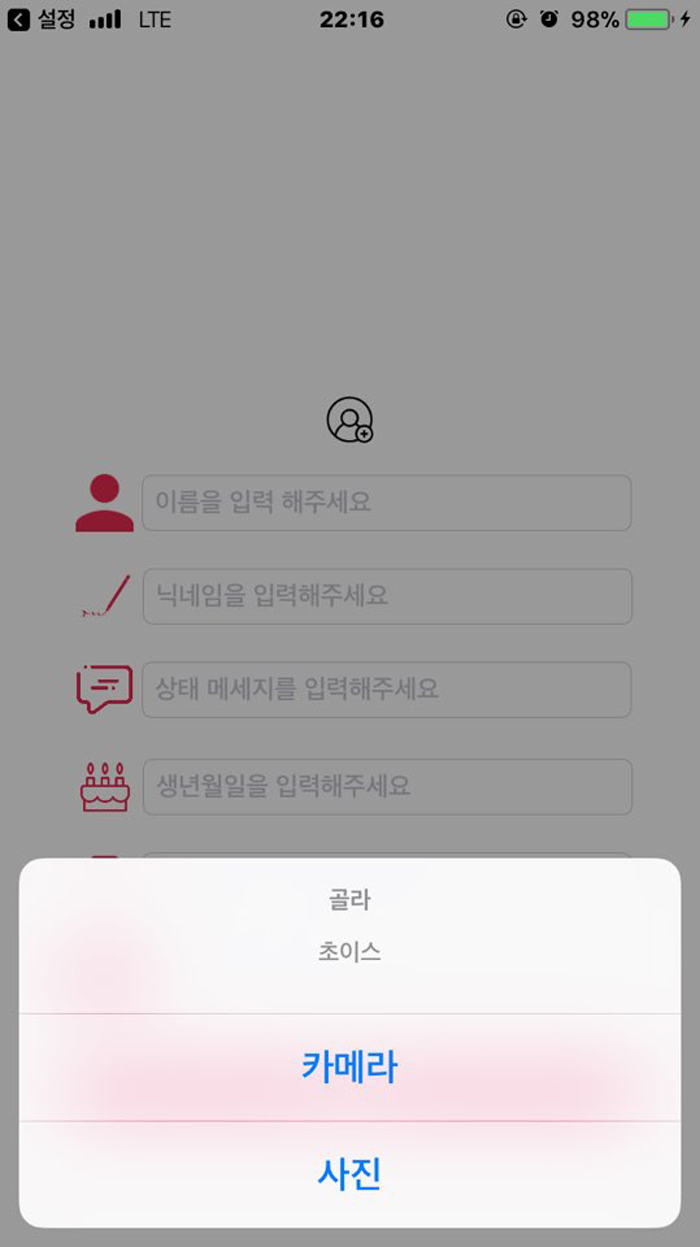 설정 LTE 22:16 98%
이름을 입력 해주세요
닉네임을 입력해주세요
상태 메세지를 입력해주세요
생년월일을 입력해주세요
골라
초이스
카메라
사진